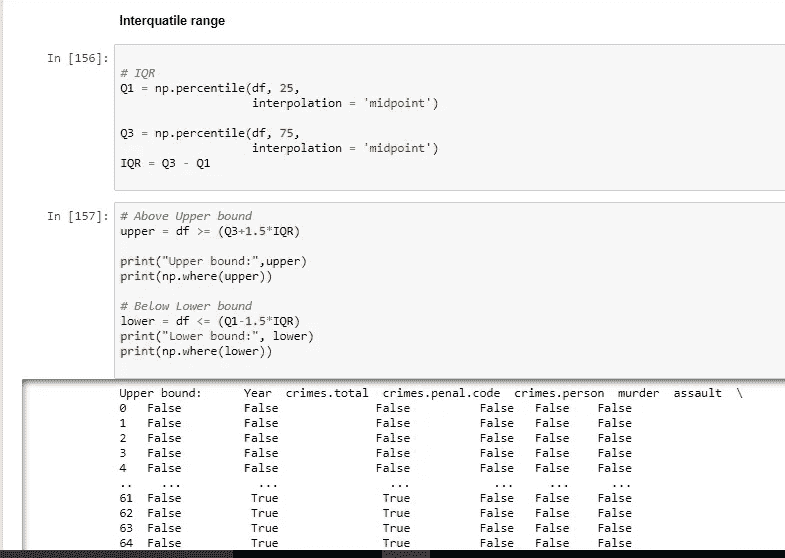 Interquatile range
In [156]:
# IQR
Q1 = np.percentile(df, 25,
interpolation = 'midpoint')
Q3 = np.percentile(df, 75,
interpolation = 'midpoint')
IQR = Q3 - Q1
In [157]:
# Above Upper bound
upper = df >= (Q3+1.5*IQR)
print("Upper bound:",upper)
print(np.where(upper))
# Below Lower bound
lower = df <= (Q1-1.5*IQR)
print("Lower bound:", lower)
print(np.where(lower))
Upper bound: Year crimes.total crimes.penal.code crimes.person murder assault \
0 False False False False False False
1 False False False False False False
2 False False False False False False
3 False False False False False False
4 False False False False False False
.. ... ... ... ... ... ...
61 False True True False False False
62 False True True False False False
63 False True True False False False
64 False True True False False False